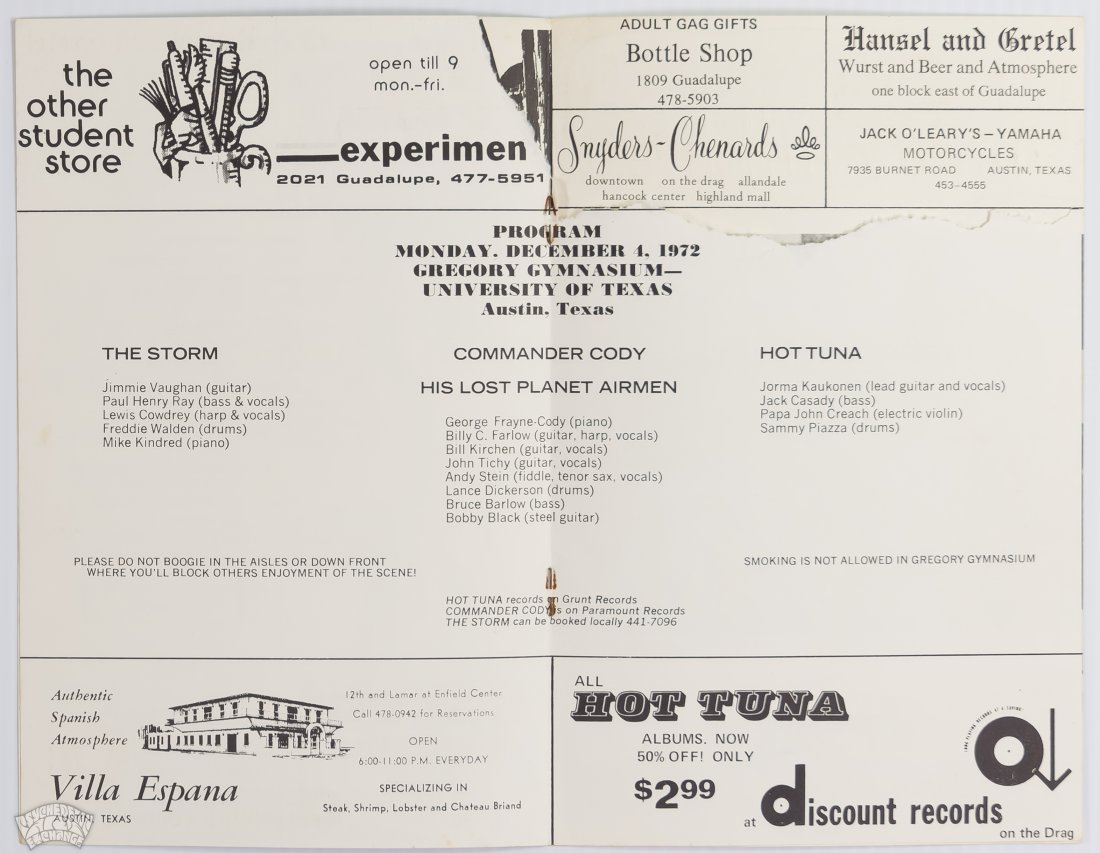 the
other
student
store
open till 9
mon.-fri.
experimen
2021 Guadalupe, 477-5951
ADULT GAG GIFTS
Bottle Shop
1809 Guadalupe
478-5903
Hansel and Gretel
Wurst and Beer and Atmosphere
one block east of Guadalupe
Snyders-Chenards
downtown on the drag allandale
hancock center highland mall
JACK O'LEARY'S – YAMAHA
MOTORCYCLES
7935 BURNET ROAD AUSTIN, TEXAS
453-4555
PROGRAM
MONDAY. DECEMBER 4, 1972
GREGORY GYMNASIUM—
UNIVERSITY OF TEXAS
Austin, Texas
THE STORM
Jimmie Vaughan (guitar)
Paul Henry Ray (bass & vocals)
Lewis Cowdrey (harp & vocals)
Freddie Walden (drums)
Mike Kindred (piano)
COMMANDER CODY
HIS LOST PLANET AIRMEN
George Frayne-Cody (piano)
Billy C. Farlow (guitar, harp, vocals)
Bill Kirchen (guitar, vocals)
John Tichy (guitar, vocals)
Andy Stein (fiddle, tenor sax, vocals)
Lance Dickerson (drums)
Bruce Barlow (bass)
Bobby Black (steel guitar)
HOT TUNA
Jorma Kaukonen (lead guitar and vocals)
Jack Casady (bass)
Papa John Creach (electric violin)
Sammy Piazza (drums)
PLEASE DO NOT BOOGIE IN THE AISLES OR DOWN FRONT
WHERE YOU'LL BLOCK OTHERS ENJOYMENT OF THE SCENE!
SMOKING IS NOT ALLOWED IN GREGORY GYMNASIUM
HOT TUNA records on Grunt Records
COMMANDER CODY is on Paramount Records
THE STORM can be booked locally 441-7096
Authentic
Spanish
Atmosphere
Villa Espana
AUSTIN, TEXAS
12th and Lamar at Enfield Center
Call 478-0942 for Reservations
OPEN
6:00-11:00 P.M. EVERYDAY
SPECIALIZING IN
Steak, Shrimp, Lobster and Chateau Briand
ALL
HOT TUNA
ALBUMS. NOW
50% OFF! ONLY
$2.99
at discount records
on the Drag